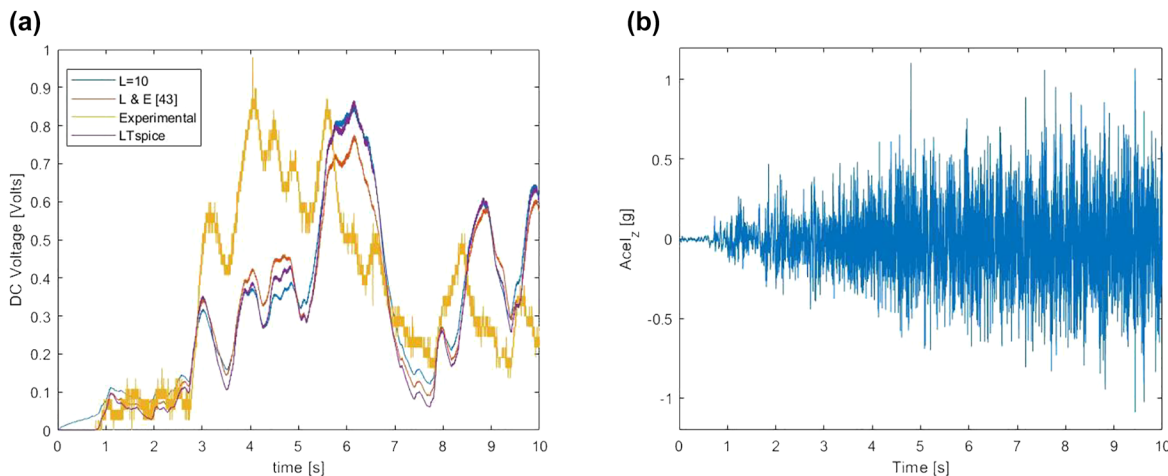 (a)
DC Voltage [Volts]
1
0.9
0.8
0.7
0.6
0.5
0.4
0.3
0.2
0.1
0
L=10
L & E [43]
Experimental
LTspice
0 1 2 3 4 5 6 7 8 9 10
time [s]
(b)
Acel_z [g]
1
0.5
0
-0.5
-1
0 1 2 3 4 5 6 7 8 9 10
Time [s]